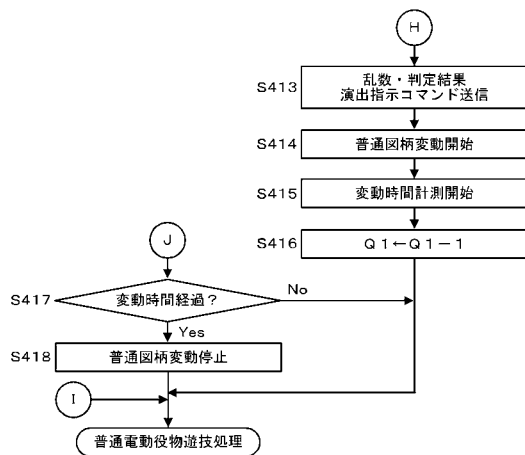 H
S413
乱数・判定結果
演出指示コマンド送信
S414
普通図柄変動開始
S415
変動時間計測開始
S416
Q1←Q1－1
J
S417
変動時間経過？
No
Yes
S418
普通図柄変動停止
I
普通電動役物遊技処理